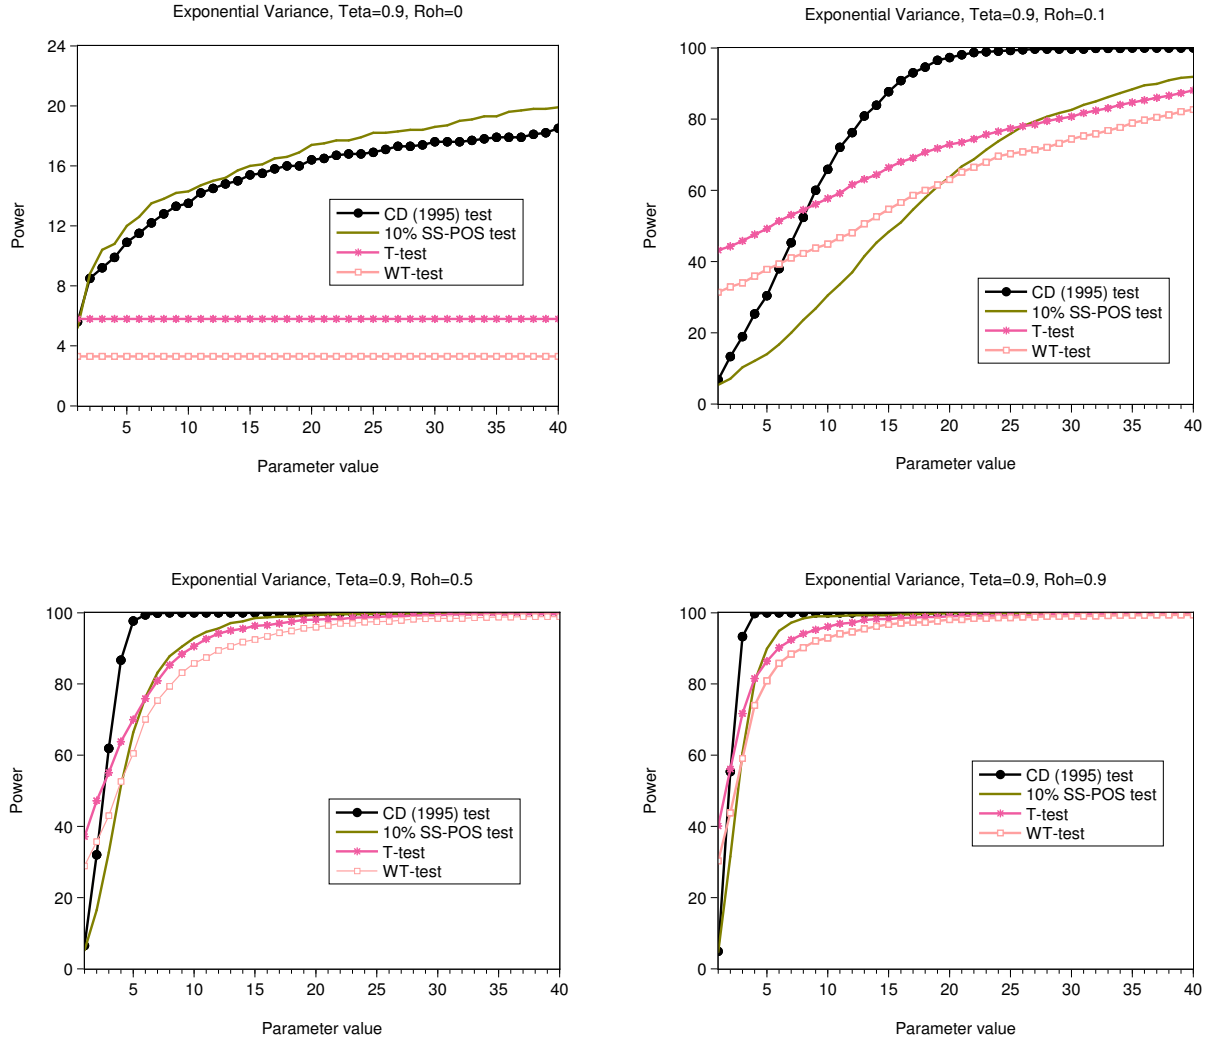 Exponential Variance, Teta=0.9, Roh=0
24
20
16
12
8
4
0
Power
CD (1995) test
10% SS-POS test
T-test
WT-test
5 10 15 20 25 30 35 40
Parameter value
Exponential Variance, Teta=0.9, Roh=0.1
100
80
60
40
20
0
Power
CD (1995) test
10% SS-POS test
T-test
WT-test
5 10 15 20 25 30 35 40
Parameter value
Exponential Variance, Teta=0.9, Roh=0.5
100
80
60
40
20
0
Power
CD (1995) test
10% SS-POS test
T-test
WT-test
5 10 15 20 25 30 35 40
Parameter value
Exponential Variance, Teta=0.9, Roh=0.9
100
80
60
40
20
0
Power
CD (1995) test
10% SS-POS test
T-test
WT-test
5 10 15 20 25 30 35 40
Parameter value